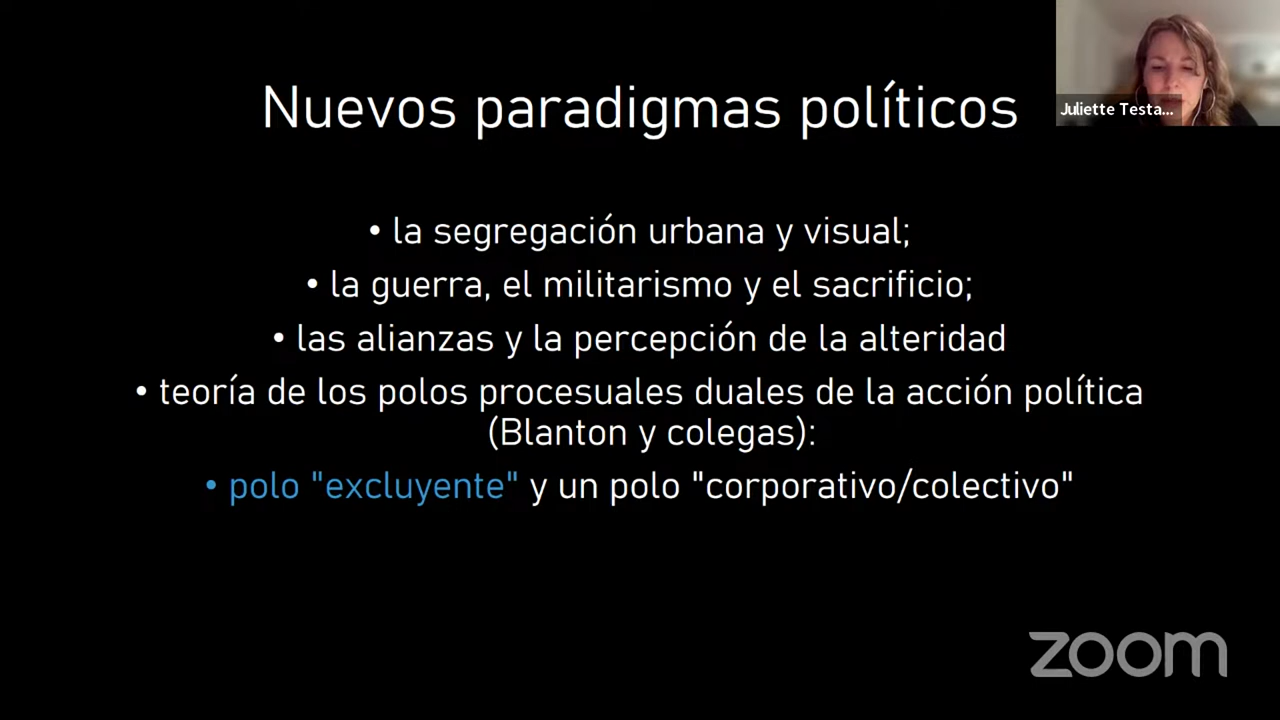 Nuevos paradigmas políticos
Juliette Testa...
• la segregación urbana y visual;
• la guerra, el militarismo y el sacrificio;
• las alianzas y la percepción de la alteridad
• teoría de los polos procesuales duales de la acción política
(Blanton y colegas):
• polo "excluyente" y un polo "corporativo/colectivo"
zoom